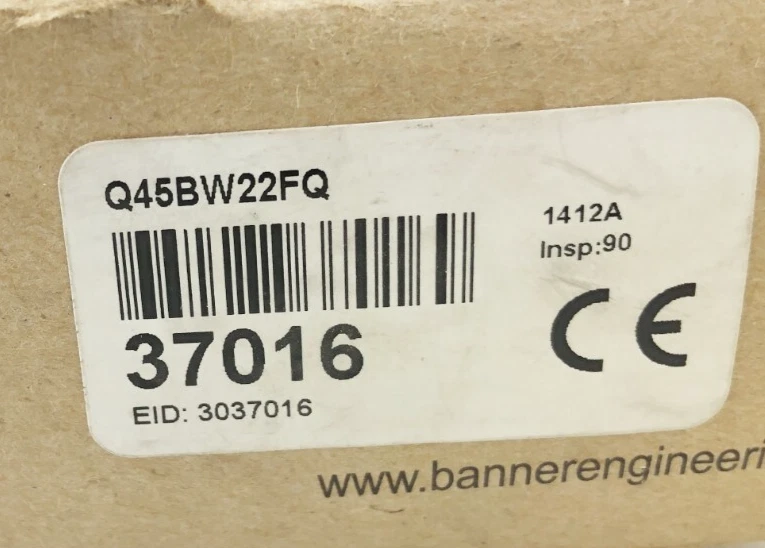 Q45BW22FQ
1412A
Insp:90
37016
CE
EID: 3037016
www.bannerengineeri